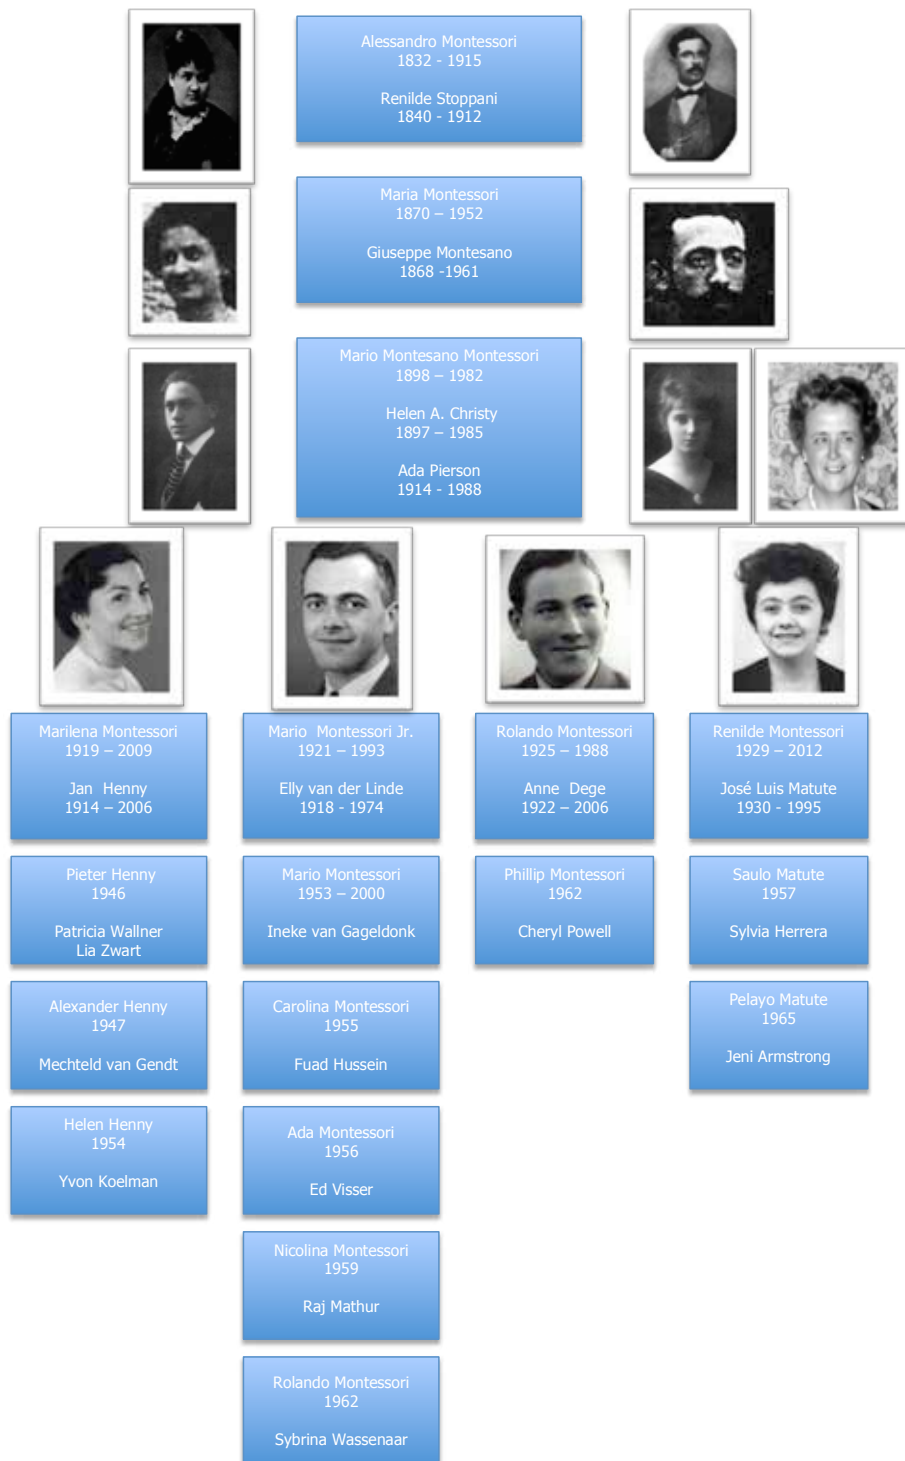 Alessandro Montessori
1832 - 1915
Renilde Stoppani
1840 - 1912
Maria Montessori
1870 – 1952
Giuseppe Montesano
1868 -1961
Mario Montesano Montessori
1898 – 1982
Helen A. Christy
1897 – 1985
Ada Pierson
1914 - 1988
Marilena Montessori
1919 – 2009
Jan Henny
1914 – 2006
Mario Montessori Jr.
1921 – 1993
Elly van der Linde
1918 - 1974
Rolando Montessori
1925 – 1988
Anne Dege
1922 – 2006
Renilde Montessori
1929 – 2012
José Luis Matute
1930 - 1995
Pieter Henny
1946
Patricia Wallner
Lia Zwart
Mario Montessori
1953 – 2000
Ineke van Gageldonk
Phillip Montessori
1962
Cheryl Powell
Saulo Matute
1957
Sylvia Herrera
Alexander Henny
1947
Mechteld van Gendt
Carolina Montessori
1955
Fuad Hussein
Pelayo Matute
1965
Jeni Armstrong
Helen Henny
1954
Yvon Koelman
Ada Montessori
1956
Ed Visser
Nicolina Montessori
1959
Raj Mathur
Rolando Montessori
1962
Sybrina Wassenaar